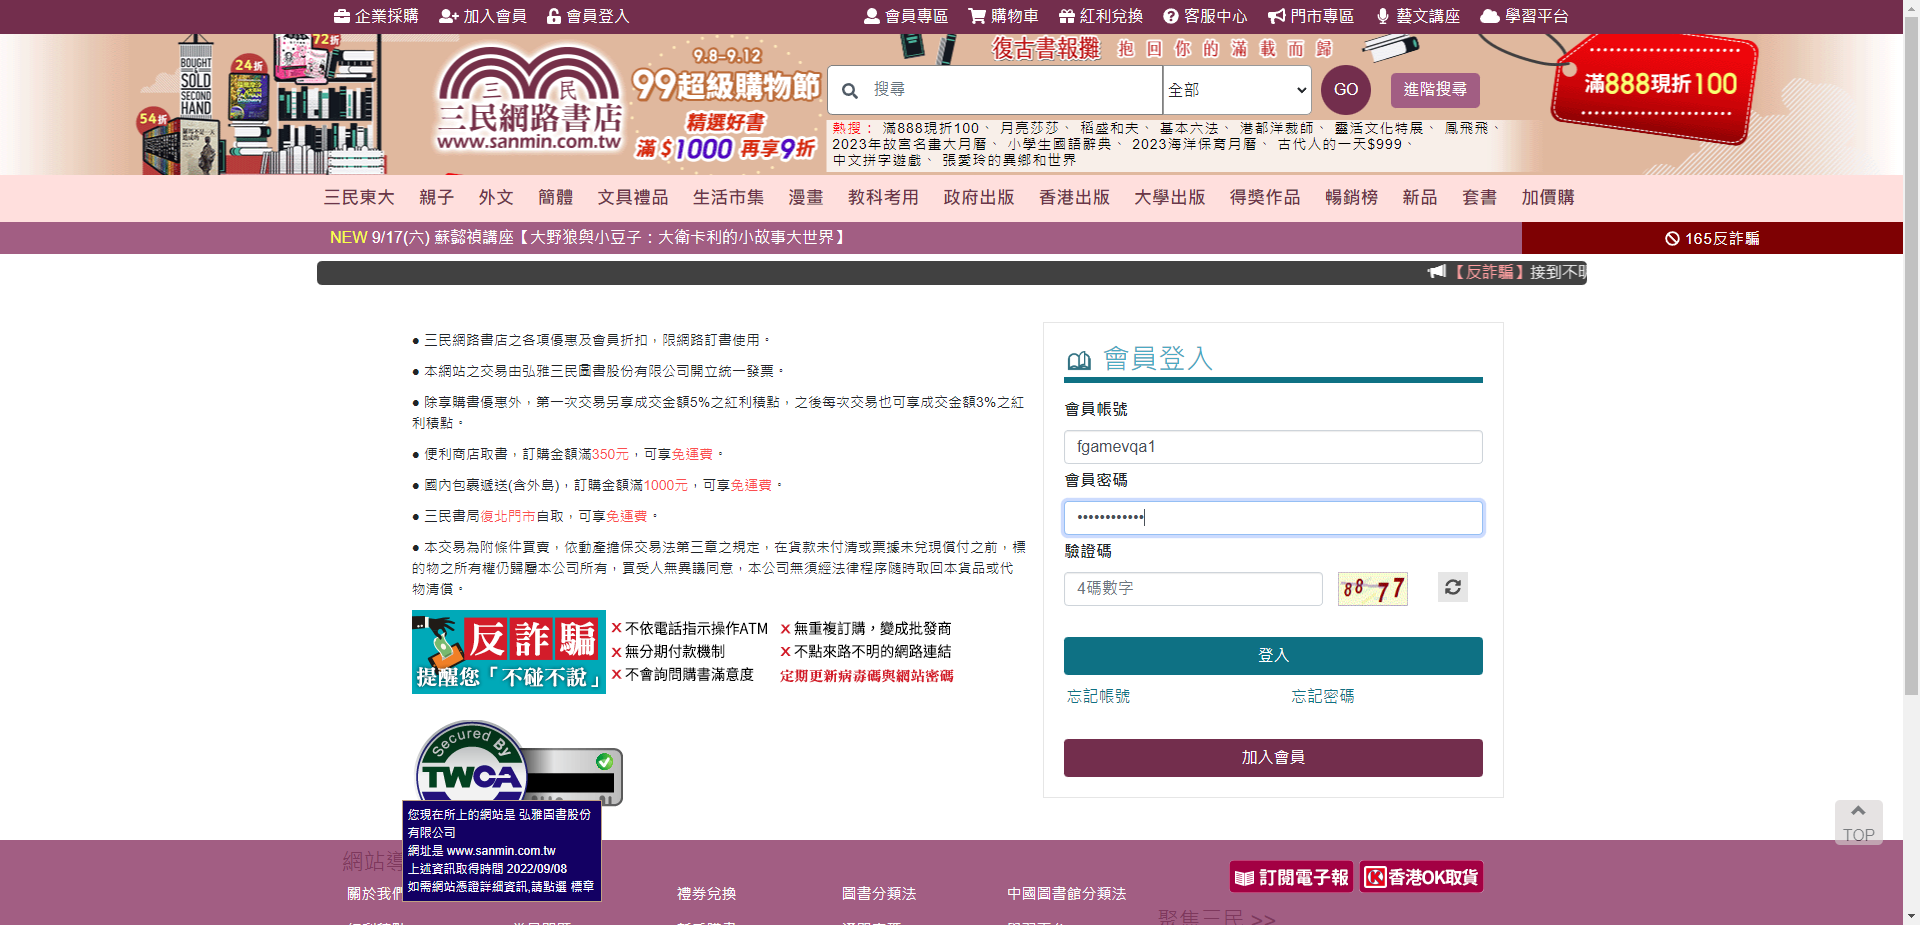 企業採購 加入會員 會員登入 會員專區 購物車 紅利兌換 客服中心 門市專區 藝文講座 學習平台
BOUGHT & SOLD SECOND HAND
72折
24折
54折
三民
三民網路書店
www.sanmin.com.tw
9.8-9.12
99超級購物節
精選好書
滿$1000 再享9折
復古書報攤 抱回你的滿載而歸
搜尋 全部 GO 進階搜尋
滿888現折100
熱搜： 滿888現折100、 月亮莎莎、 稻盛和夫、 基本六法、 港都洋裁師、 靈活文化特展、 鳳飛飛、
2023年故宮名畫大月曆、 小學生國語辭典、 2023海洋保育月曆、 古代人的一天$999、
中文拼字遊戲、 張愛玲的異鄉和世界
三民東大 親子 外文 簡體 文具禮品 生活市集 漫畫 教科考用 政府出版 香港出版 大學出版 得獎作品 暢銷榜 新品 套書 加價購
NEW 9/17(六) 蘇懿禎講座【大野狼與小豆子：大衛卡利的小故事大世界】
165反詐騙
【反詐騙】接到不明
● 三民網路書店之各項優惠及會員折扣，限網路訂書使用。
● 本網站之交易由弘雅三民圖書股份有限公司開立統一發票。
● 除享購書優惠外，第一次交易另享成交金額5%之紅利積點，之後每次交易也可享成交金額3%之紅
利積點。
● 便利商店取書，訂購金額滿350元，可享免運費。
● 國內包裹遞送(含外島)，訂購金額滿1000元，可享免運費。
● 三民書局復北門市自取，可享免運費。
● 本交易為附條件買賣，依動產擔保交易法第三章之規定，在貨款未付清或票據未兌現償付之前，標
的物之所有權仍歸屬本公司所有，買受人無異議同意，本公司無須經法律程序隨時取回本貨品或代
物清償。
反詐騙
提醒您「不碰不說」
X 不依電話指示操作ATM X 無重複訂購，變成批發商
X 無分期付款機制 X 不點來路不明的網路連結
X 不會詢問購書滿意度 定期更新病毒碼與網站密碼
Secured By
TWCA
您現在所上的網站是 弘雅圖書股份
有限公司
網址是 www.sanmin.com.tw
上述資訊取得時間 2022/09/08
如需網站憑證詳細資訊,請點選 標章
會員登入
會員帳號
fgamevqa1
會員密碼
••••••••••••
驗證碼
4碼數字 8877
登入
忘記帳號 忘記密碼
加入會員
TOP
網站導
關於我們 禮券兌換 圖書分類法 中國圖書館分類法
訂閱電子報 香港OK取貨
聚焦三民 >>